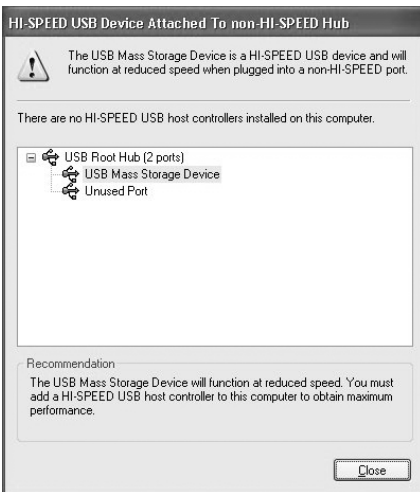 HI-SPEED USB Device Attached To non-HI-SPEED Hub
The USB Mass Storage Device is a HI-SPEED USB device and will
function at reduced speed when plugged into a non-HI-SPEED port.
There are no HI-SPEED USB host controllers installed on this computer.
USB Root Hub (2 ports)
USB Mass Storage Device
Unused Port
Recommendation
The USB Mass Storage Device will function at reduced speed. You must
add a HI-SPEED USB host controller to this computer to obtain maximum
performance.
Close